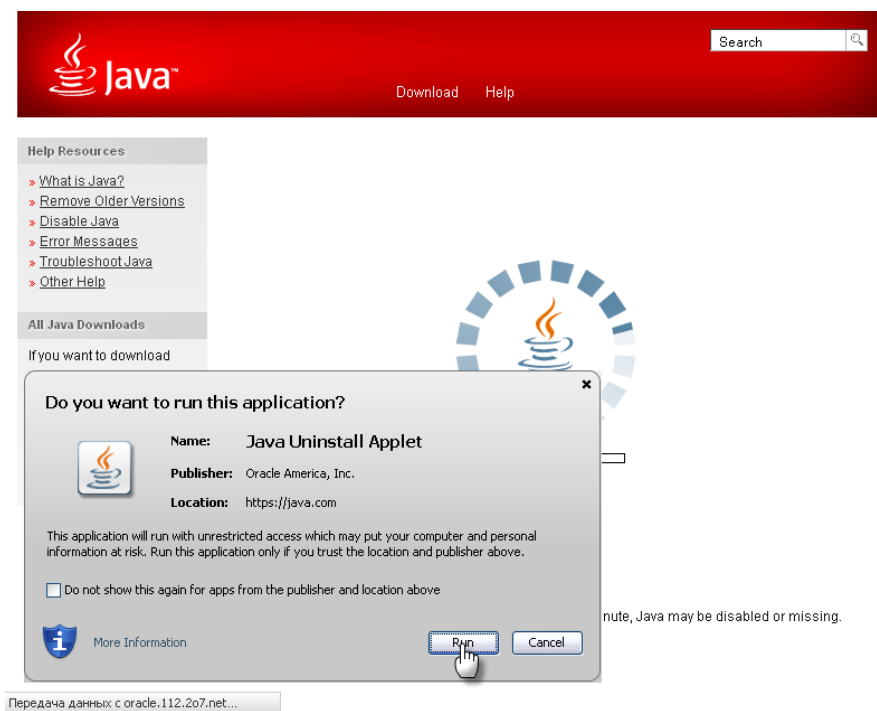 Java™
Search
Download Help
Help Resources
» What is Java?
» Remove Older Versions
» Disable Java
» Error Messages
» Troubleshoot Java
» Other Help
All Java Downloads
If you want to download
Do you want to run this application?
Name: Java Uninstall Applet
Publisher: Oracle America, Inc.
Location: https://java.com
This application will run with unrestricted access which may put your computer and personal
information at risk. Run this application only if you trust the location and publisher above.
Do not show this again for apps from the publisher and location above
nute, Java may be disabled or missing.
More Information
Run Cancel
Передача данных с oracle.112.2o7.net...